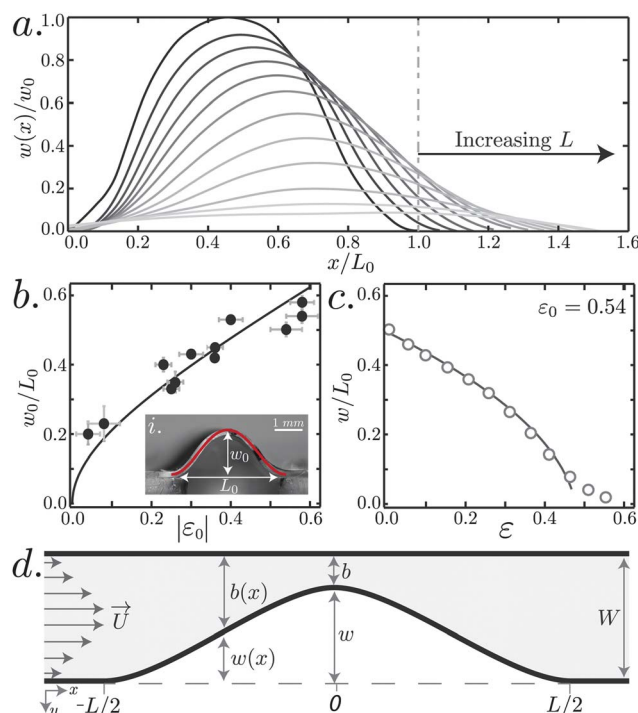 a.
w(x)/w₀
1.0
0.8
0.6
0.4
0.2
0.0
Increasing L
0.0 0.2 0.4 0.6 0.8 1.0 1.2 1.4 1.6
x/L₀
b.
w₀/L₀
0.6
0.4
0.2
0.0
i.
1 mm
w₀
L₀
0.0 0.2 0.4 0.6
|ε₀|
c.
ε₀ = 0.54
w/L₀
0.6
0.4
0.2
0.0
0.0 0.2 0.4 0.6
ε
d.
b(x)
b
U
W
w
w(x)
x
y
-L/2
0
L/2